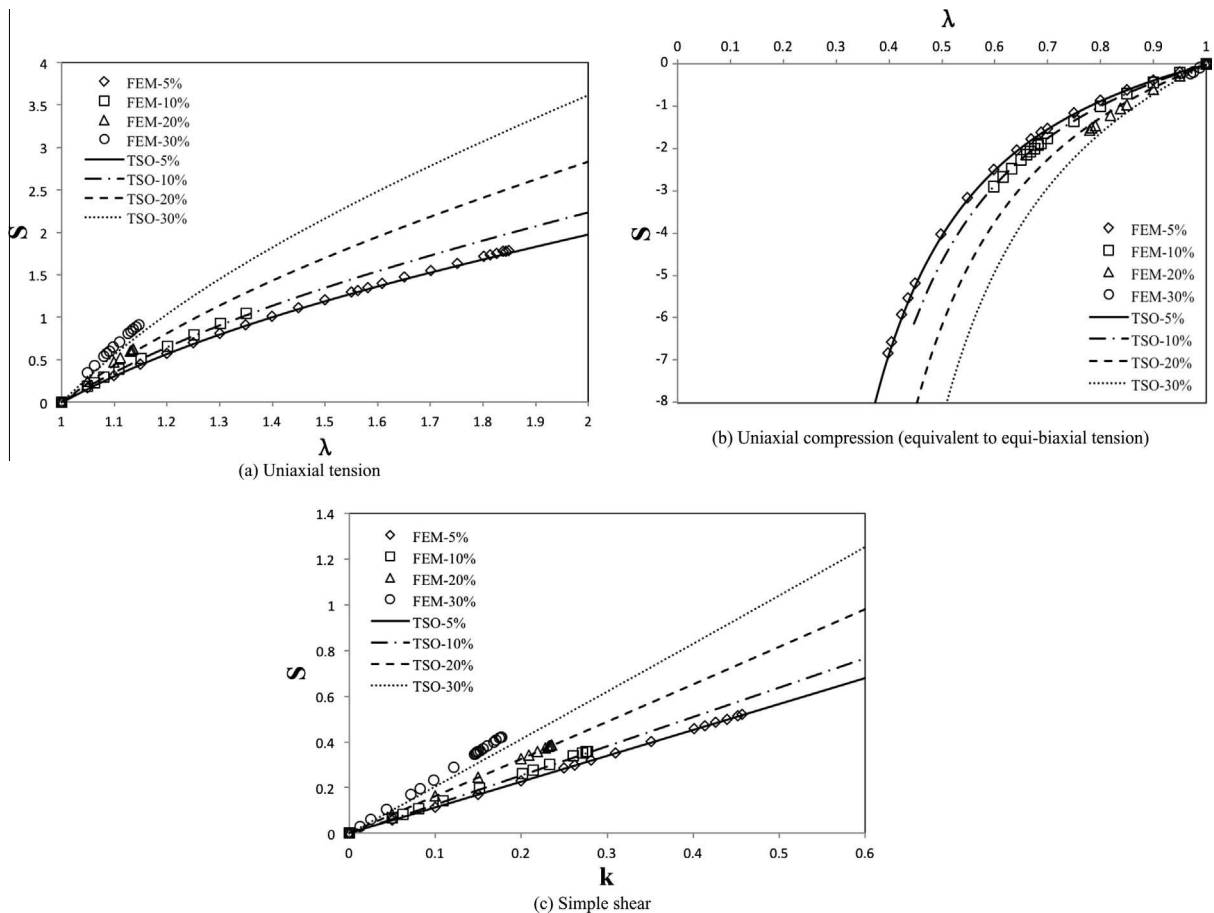 S
4
3.5
3
2.5
2
1.5
1
0.5
0
FEM-5%
FEM-10%
FEM-20%
FEM-30%
TSO-5%
TSO-10%
TSO-20%
TSO-30%
1 1.1 1.2 1.3 1.4 1.5 1.6 1.7 1.8 1.9 2
λ
(a) Uniaxial tension
λ
0 0.1 0.2 0.3 0.4 0.5 0.6 0.7 0.8 0.9 1
S
0
-1
-2
-3
-4
-5
-6
-7
-8
FEM-5%
FEM-10%
FEM-20%
FEM-30%
TSO-5%
TSO-10%
TSO-20%
TSO-30%
(b) Uniaxial compression (equivalent to equi-biaxial tension)
S
1.4
1.2
1
0.8
0.6
0.4
0.2
0
FEM-5%
FEM-10%
FEM-20%
FEM-30%
TSO-5%
TSO-10%
TSO-20%
TSO-30%
0 0.1 0.2 0.3 0.4 0.5 0.6
k
(c) Simple shear